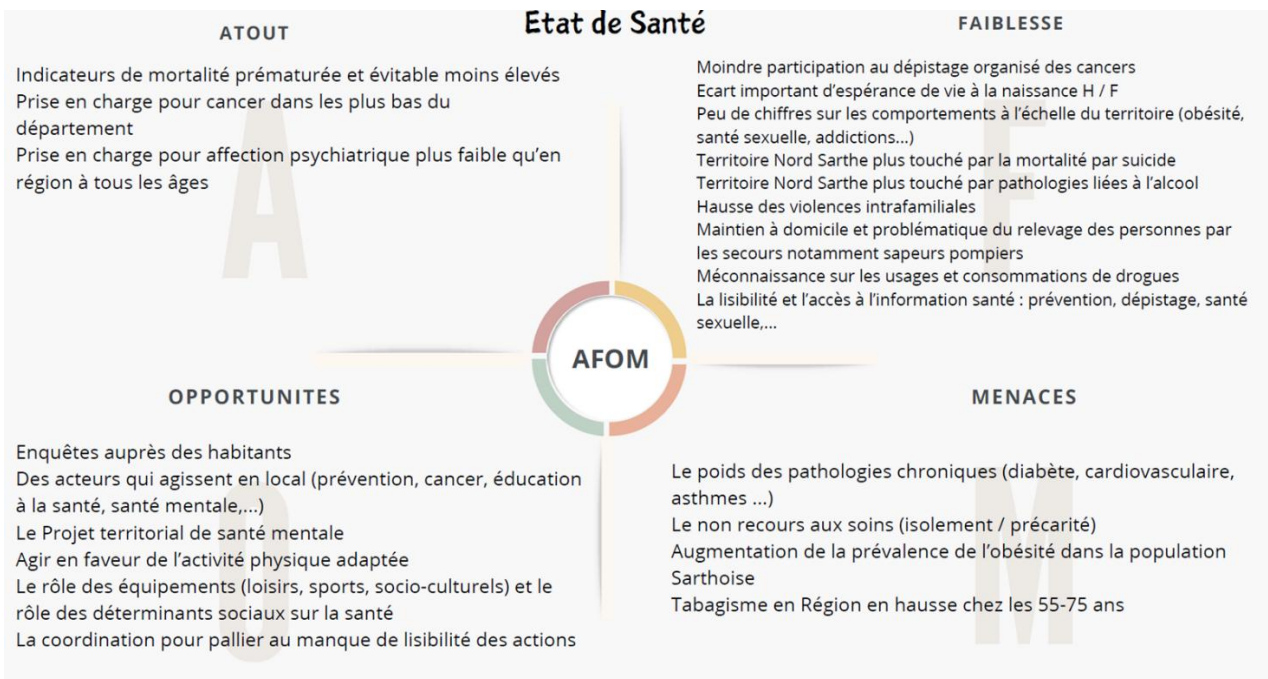 Etat de Santé
ATOUT
Indicateurs de mortalité prématurée et évitable moins élevés
Prise en charge pour cancer dans les plus bas du
département
Prise en charge pour affection psychiatrique plus faible qu’en
région à tous les âges
A
FAIBLESSE
Moindre participation au dépistage organisé des cancers
Ecart important d’espérance de vie à la naissance H / F
Peu de chiffres sur les comportements à l’échelle du territoire (obésité,
santé sexuelle, addictions...)
Territoire Nord Sarthe plus touché par la mortalité par suicide
Territoire Nord Sarthe plus touché par pathologies liées à l’alcool
Hausse des violences intrafamiliales
Maintien à domicile et problématique du relevage des personnes par
les secours notamment sapeurs pompiers
Méconnaissance sur les usages et consommations de drogues
La lisibilité et l’accès à l’information santé : prévention, dépistage, santé
sexuelle,...
F
AFOM
OPPORTUNITES
Enquêtes auprès des habitants
Des acteurs qui agissent en local (prévention, cancer, éducation
à la santé, santé mentale,...)
Le Projet territorial de santé mentale
Agir en faveur de l’activité physique adaptée
Le rôle des équipements (loisirs, sports, socio-culturels) et le
rôle des déterminants sociaux sur la santé
La coordination pour pallier au manque de lisibilité des actions
O
MENACES
Le poids des pathologies chroniques (diabète, cardiovasculaire,
asthmes ...)
Le non recours aux soins (isolement / précarité)
Augmentation de la prévalence de l’obésité dans la population
Sarthoise
Tabagisme en Région en hausse chez les 55-75 ans
M